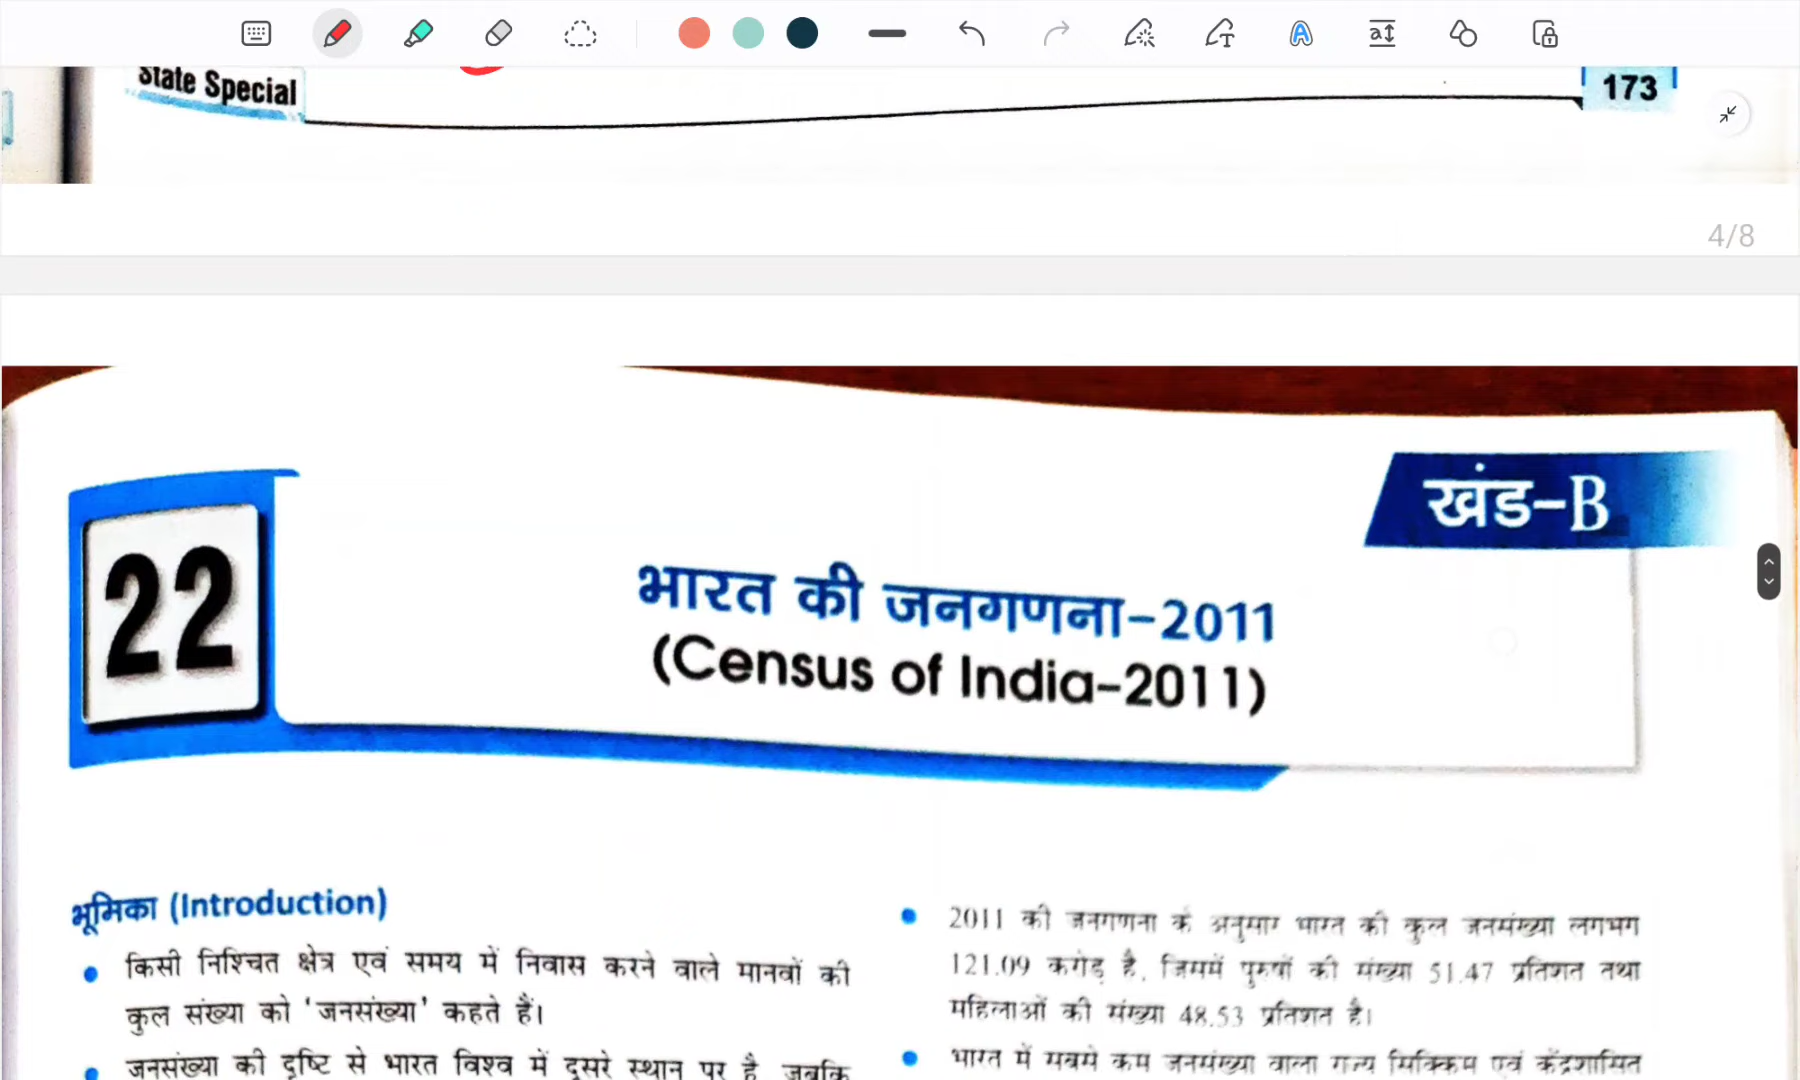 State Special
173
4/8
खंड-B
22
भारत की जनगणना-2011
(Census of India-2011)
भूमिका (Introduction)
किसी निश्चित क्षेत्र एवं समय में निवास करने वाले मानवों की
कुल संख्या को 'जनसंख्या' कहते हैं।
जनसंख्या की दृष्टि से भारत विश्व में दूसरे स्थान पर है, जबकि
2011 की जनगणना के अनुसार भारत की कुल जनसंख्या लगभग
121.09 करोड़ है, जिसमें पुरुषों की संख्या 51.47 प्रतिशत तथा
महिलाओं की संख्या 48.53 प्रतिशत है।
भारत में सबसे कम जनसंख्या वाला राज्य सिक्किम एवं केंद्रशासित